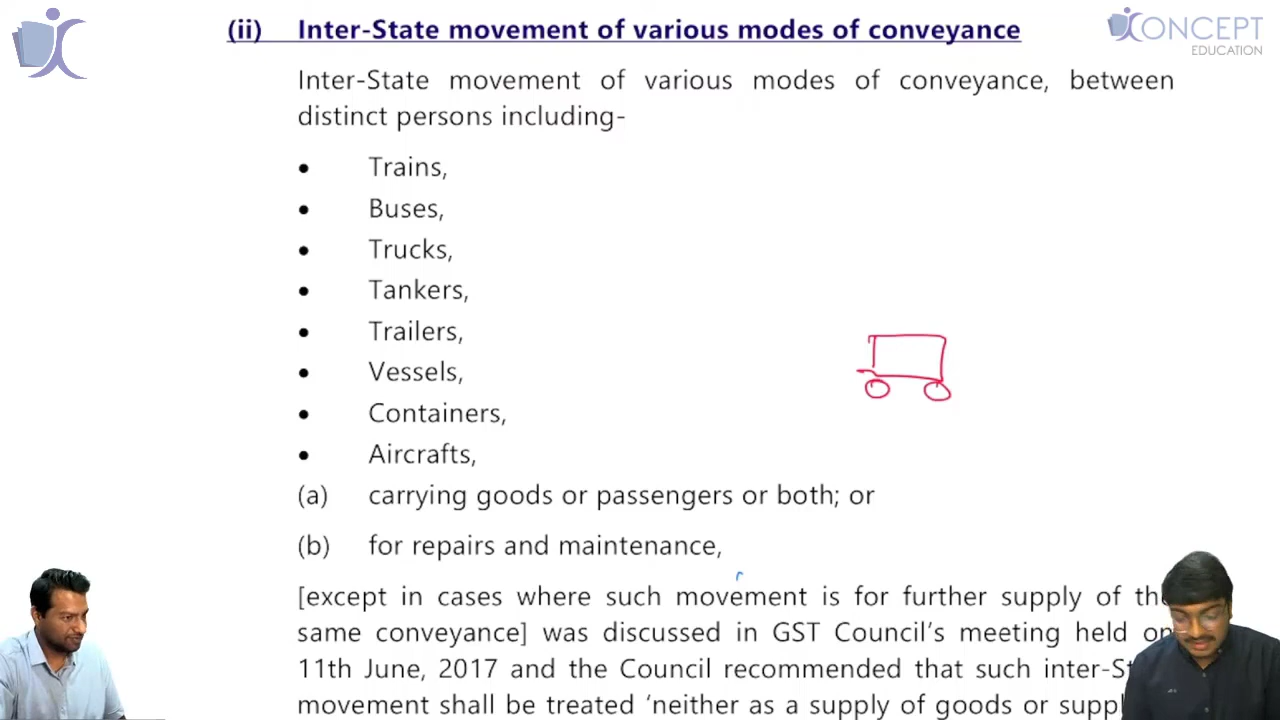 (ii) Inter-State movement of various modes of conveyance
KONCEPT
EDUCATION
Inter-State movement of various modes of conveyance, between
distinct persons including-
• Trains,
• Buses,
• Trucks,
• Tankers,
• Trailers,
• Vessels,
• Containers,
• Aircrafts,
(a) carrying goods or passengers or both; or
(b) for repairs and maintenance,
[except in cases where such movement is for further supply of the
same conveyance] was discussed in GST Council's meeting held on
11th June, 2017 and the Council recommended that such
movement shall be treated 'neither as a supply of goods or